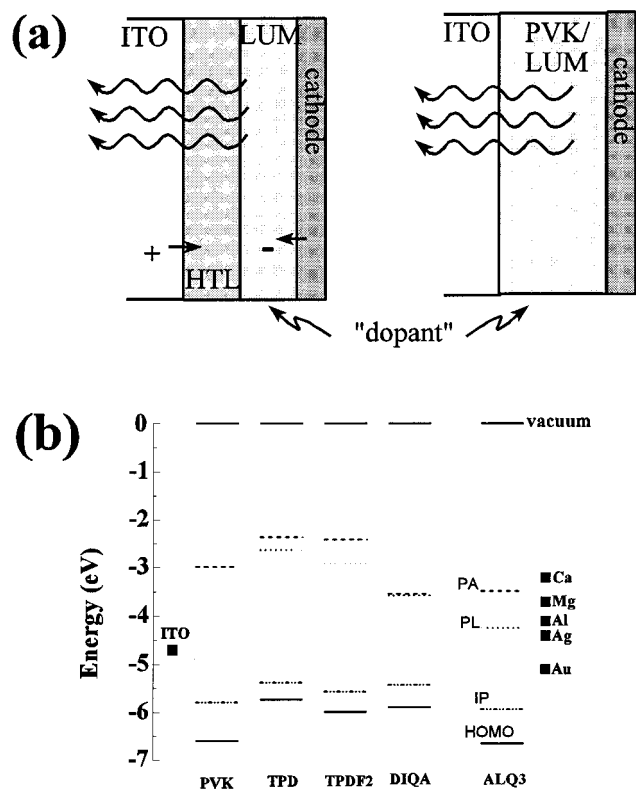 (a)
ITO
LUM
cathode
+
-
HTL
ITO
PVK/
LUM
cathode
"dopant"
(b)
Energy (eV)
0
-1
-2
-3
-4
-5
-6
-7
vacuum
ITO
PA
PL
IP
HOMO
Ca
Mg
Al
Ag
Au
PVK TPD TPDF2 DIQA ALQ3